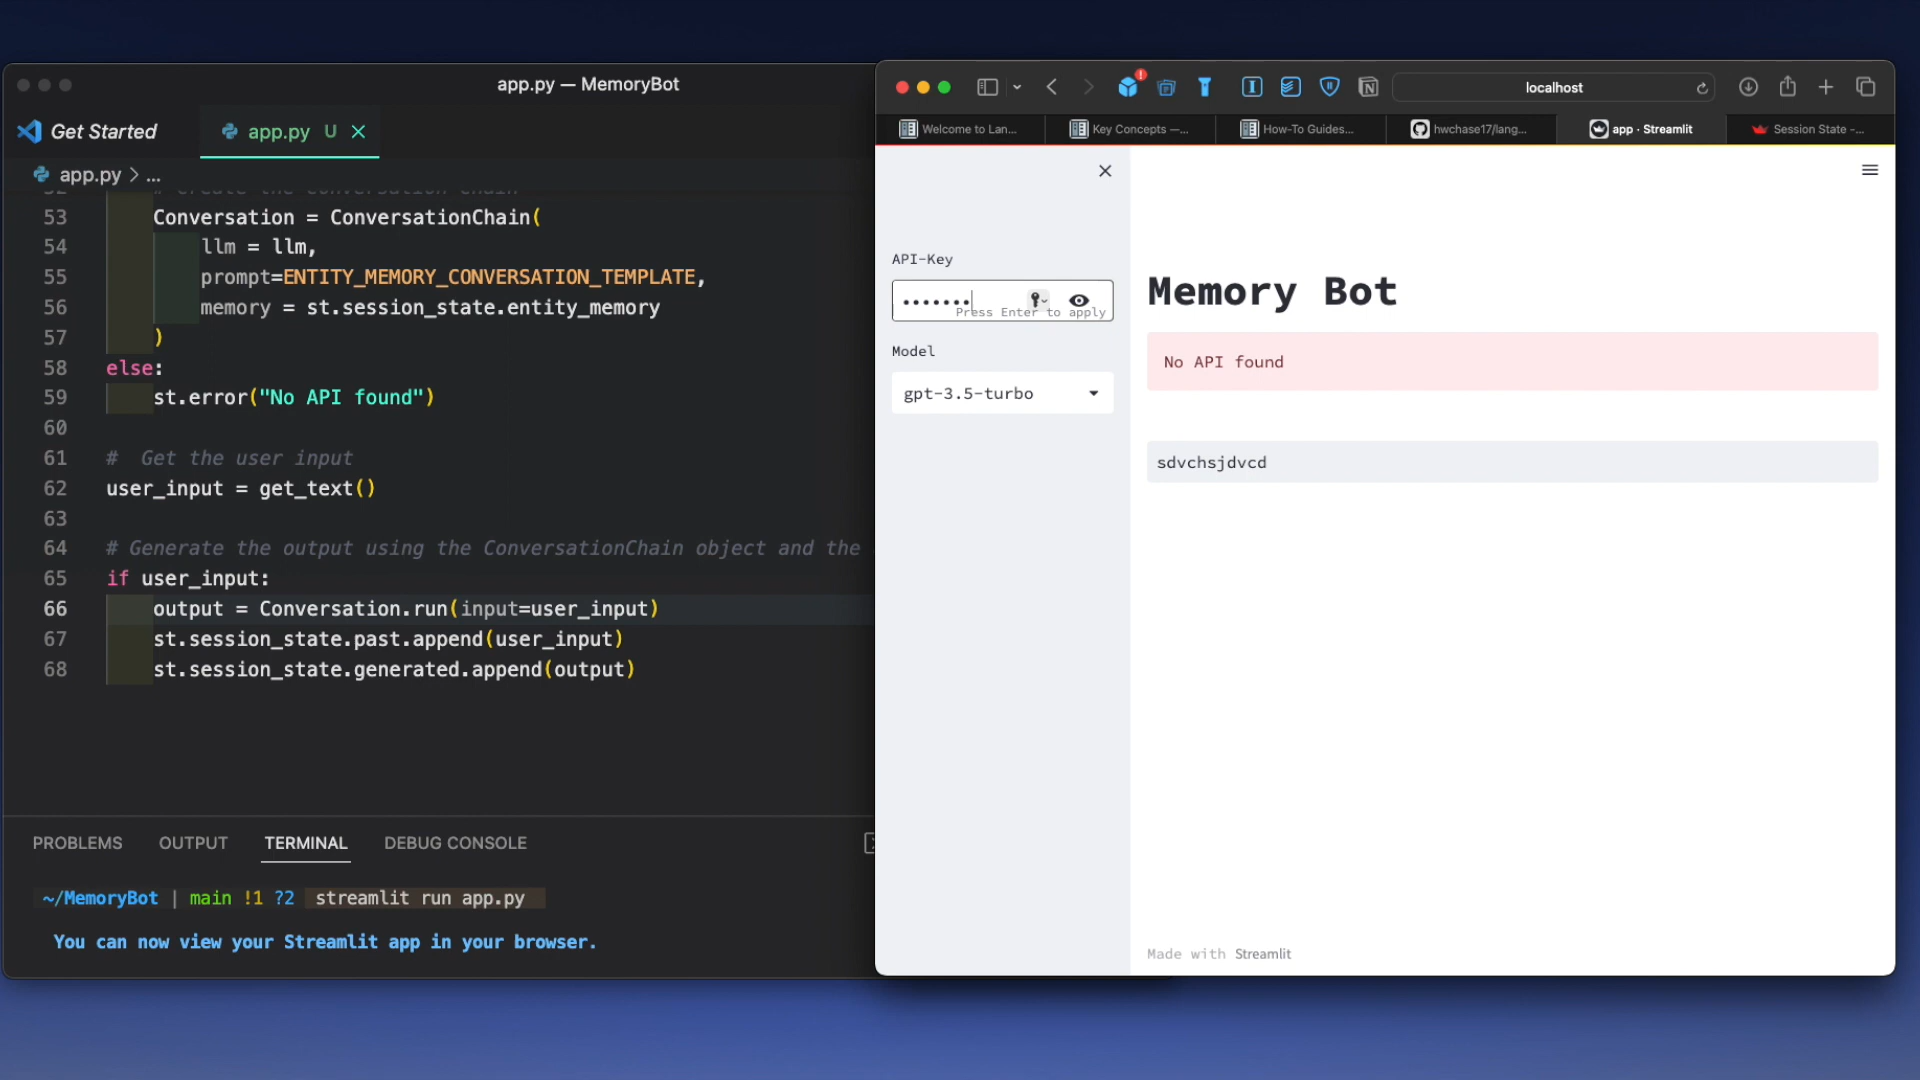 app.py — MemoryBot
Get Started
app.py U
app.py > ...
52 # Create the Conversation Chain
53 Conversation = ConversationChain(
54 llm = llm,
55 prompt=ENTITY_MEMORY_CONVERSATION_TEMPLATE,
56 memory = st.session_state.entity_memory
57 )
58 else:
59 st.error("No API found")
60
61 #  Get the user input
62 user_input = get_text()
63
64 # Generate the output using the ConversationChain object and the
65 if user_input:
66 output = Conversation.run(input=user_input)
67 st.session_state.past.append(user_input)
68 st.session_state.generated.append(output)
PROBLEMS OUTPUT TERMINAL DEBUG CONSOLE
~/MemoryBot | main !1 ?2 streamlit run app.py
You can now view your Streamlit app in your browser.
localhost
Welcome to Lan...
Key Concepts —...
How-To Guides...
hwchase17/lang...
app · Streamlit
Session State -...
API-Key
Press Enter to apply
Model
gpt-3.5-turbo
Memory Bot
No API found
sdvchsjdvcd
Made with Streamlit